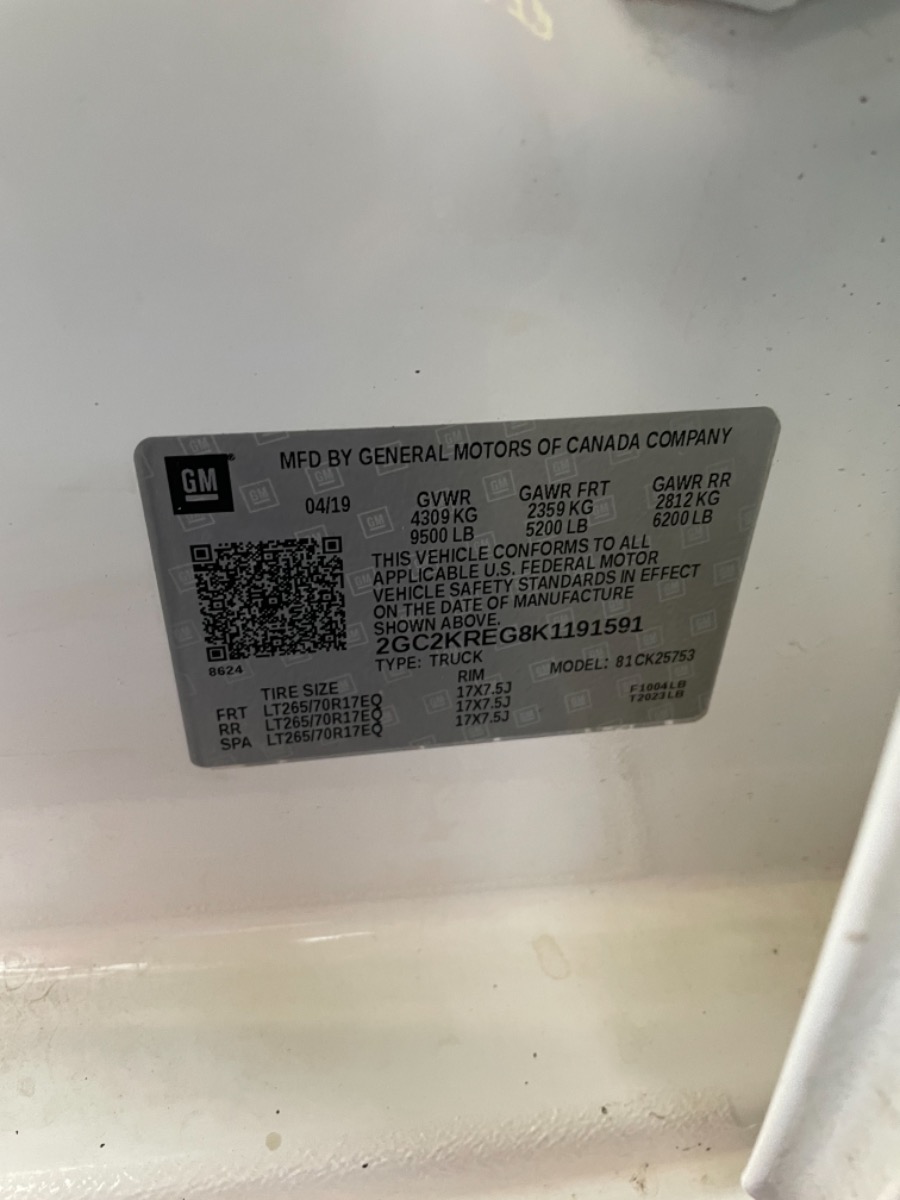 GM
MFD BY GENERAL MOTORS OF CANADA COMPANY
04/19
GVWR
4309 KG
9500 LB
GAWR FRT
2359 KG
5200 LB
GAWR RR
2812 KG
6200 LB
THIS VEHICLE CONFORMS TO ALL
APPLICABLE U.S. FEDERAL MOTOR
VEHICLE SAFETY STANDARDS IN EFFECT
ON THE DATE OF MANUFACTURE
SHOWN ABOVE.
2GC2KREG8K1191591
8624
TYPE: TRUCK
MODEL: 81CK25753
TIRE SIZE RIM
FRT LT265/70R17EQ 17X7.5J
RR LT265/70R17EQ 17X7.5J
SPA LT265/70R17EQ 17X7.5J
F1004LB
T2023LB